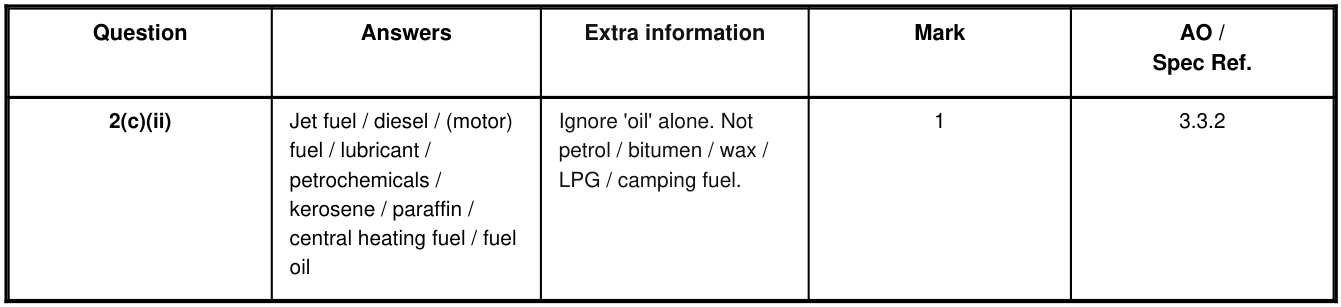 Question Answers Extra information Mark AO /
Spec Ref.
2(c)(ii) Jet fuel / diesel / (motor) Ignore 'oil' alone. Not 1 3.3.2
fuel / lubricant / petrol / bitumen / wax /
petrochemicals / LPG / camping fuel.
kerosene / paraffin /
central heating fuel / fuel
oil